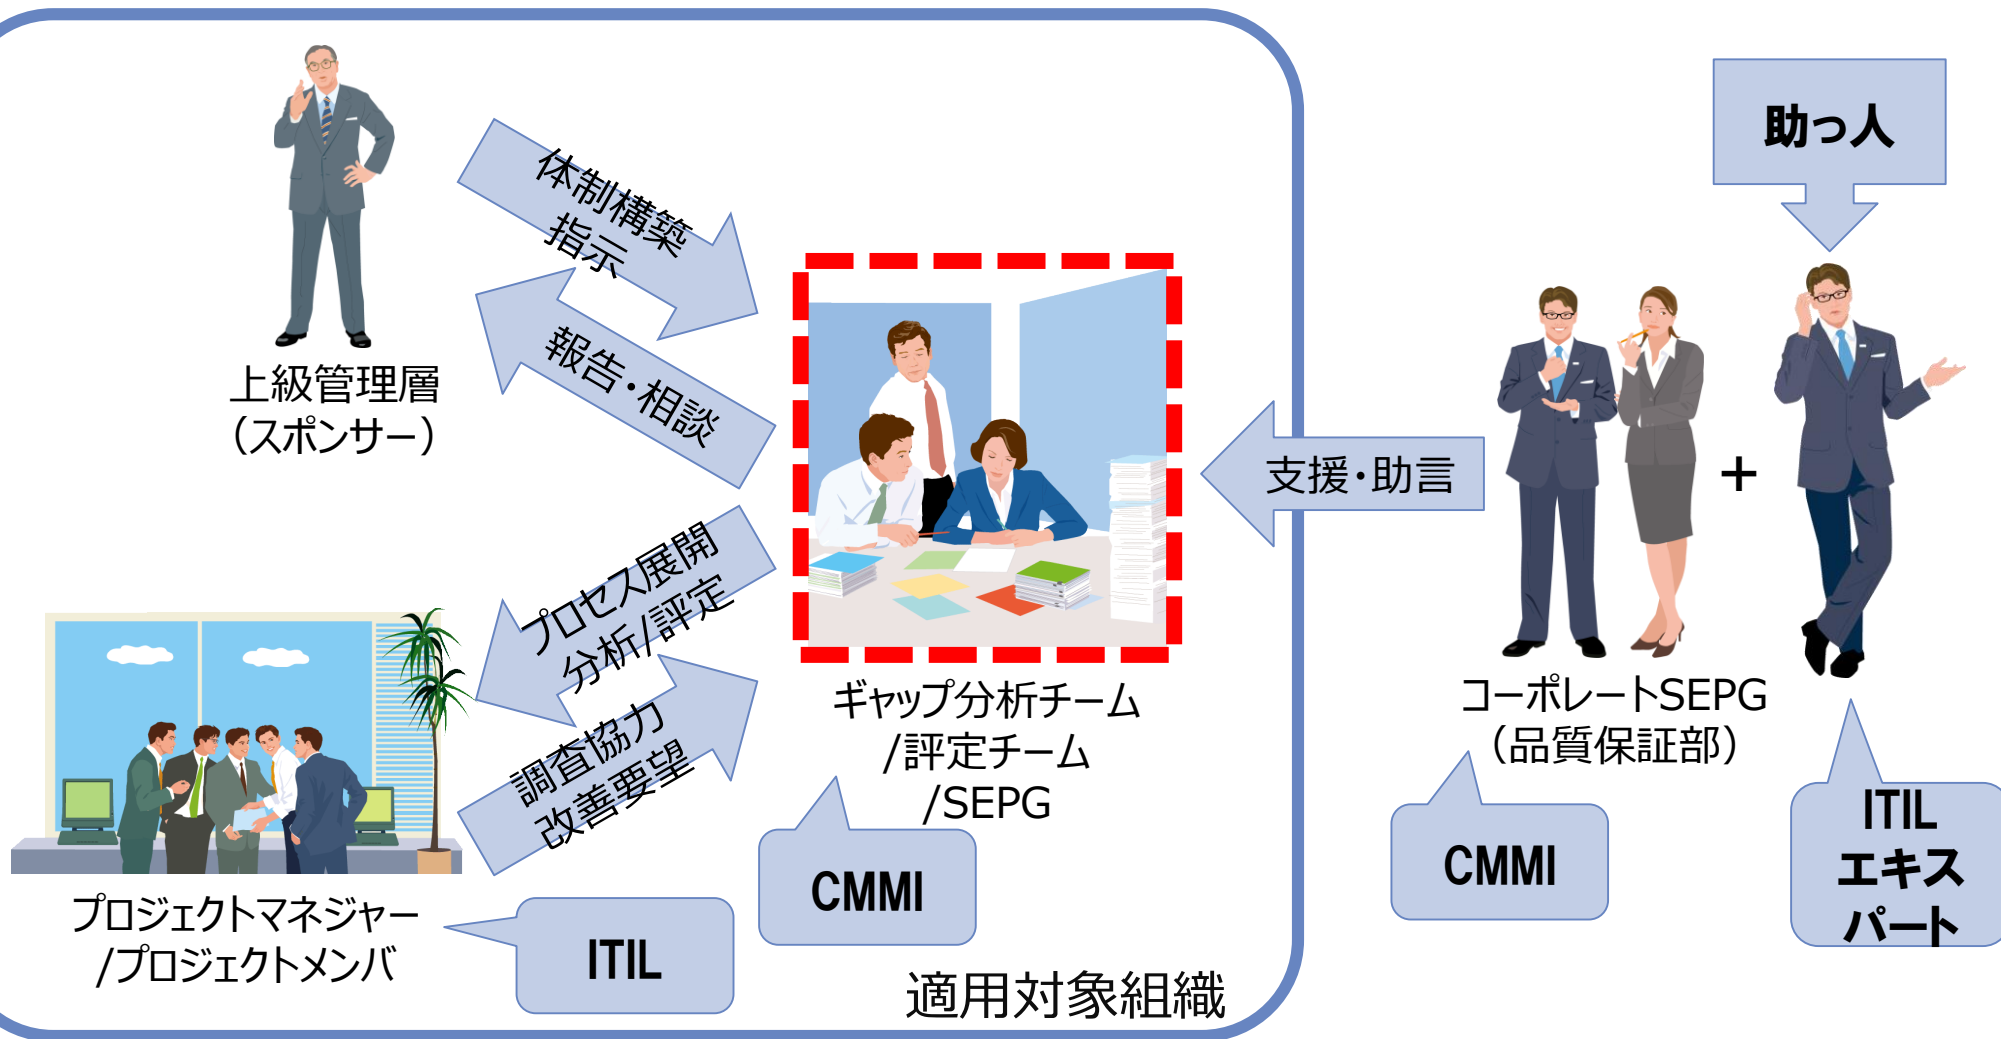 体制構築
指示
報告・相談
上級管理層
（スポンサー）
プロセス展開
分析/評定
調査協力
改善要望
プロジェクトマネジャー
/プロジェクトメンバ
ITIL
ギャップ分析チーム
/評定チーム
/SEPG
CMMI
適用対象組織
支援・助言
助っ人
+
コーポレートSEPG
（品質保証部）
CMMI
ITIL
エキス
パート